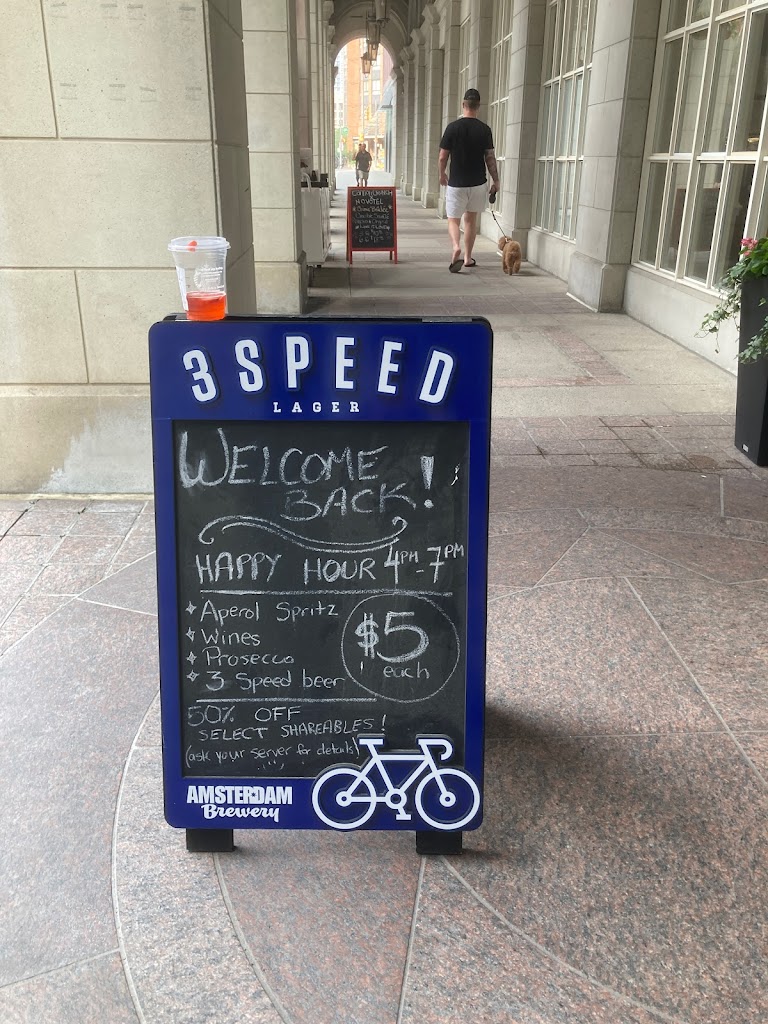 3 SPEED
LAGER
WELCOME
BACK!
HAPPY HOUR 4PM-7PM
Aperol Spritz
Wines
Prosecco
3 Speed beer
$5
each
50% OFF
SELECT SHAREABLES!
(ask your server for details)
AMSTERDAM
Brewery
NOVOTEL